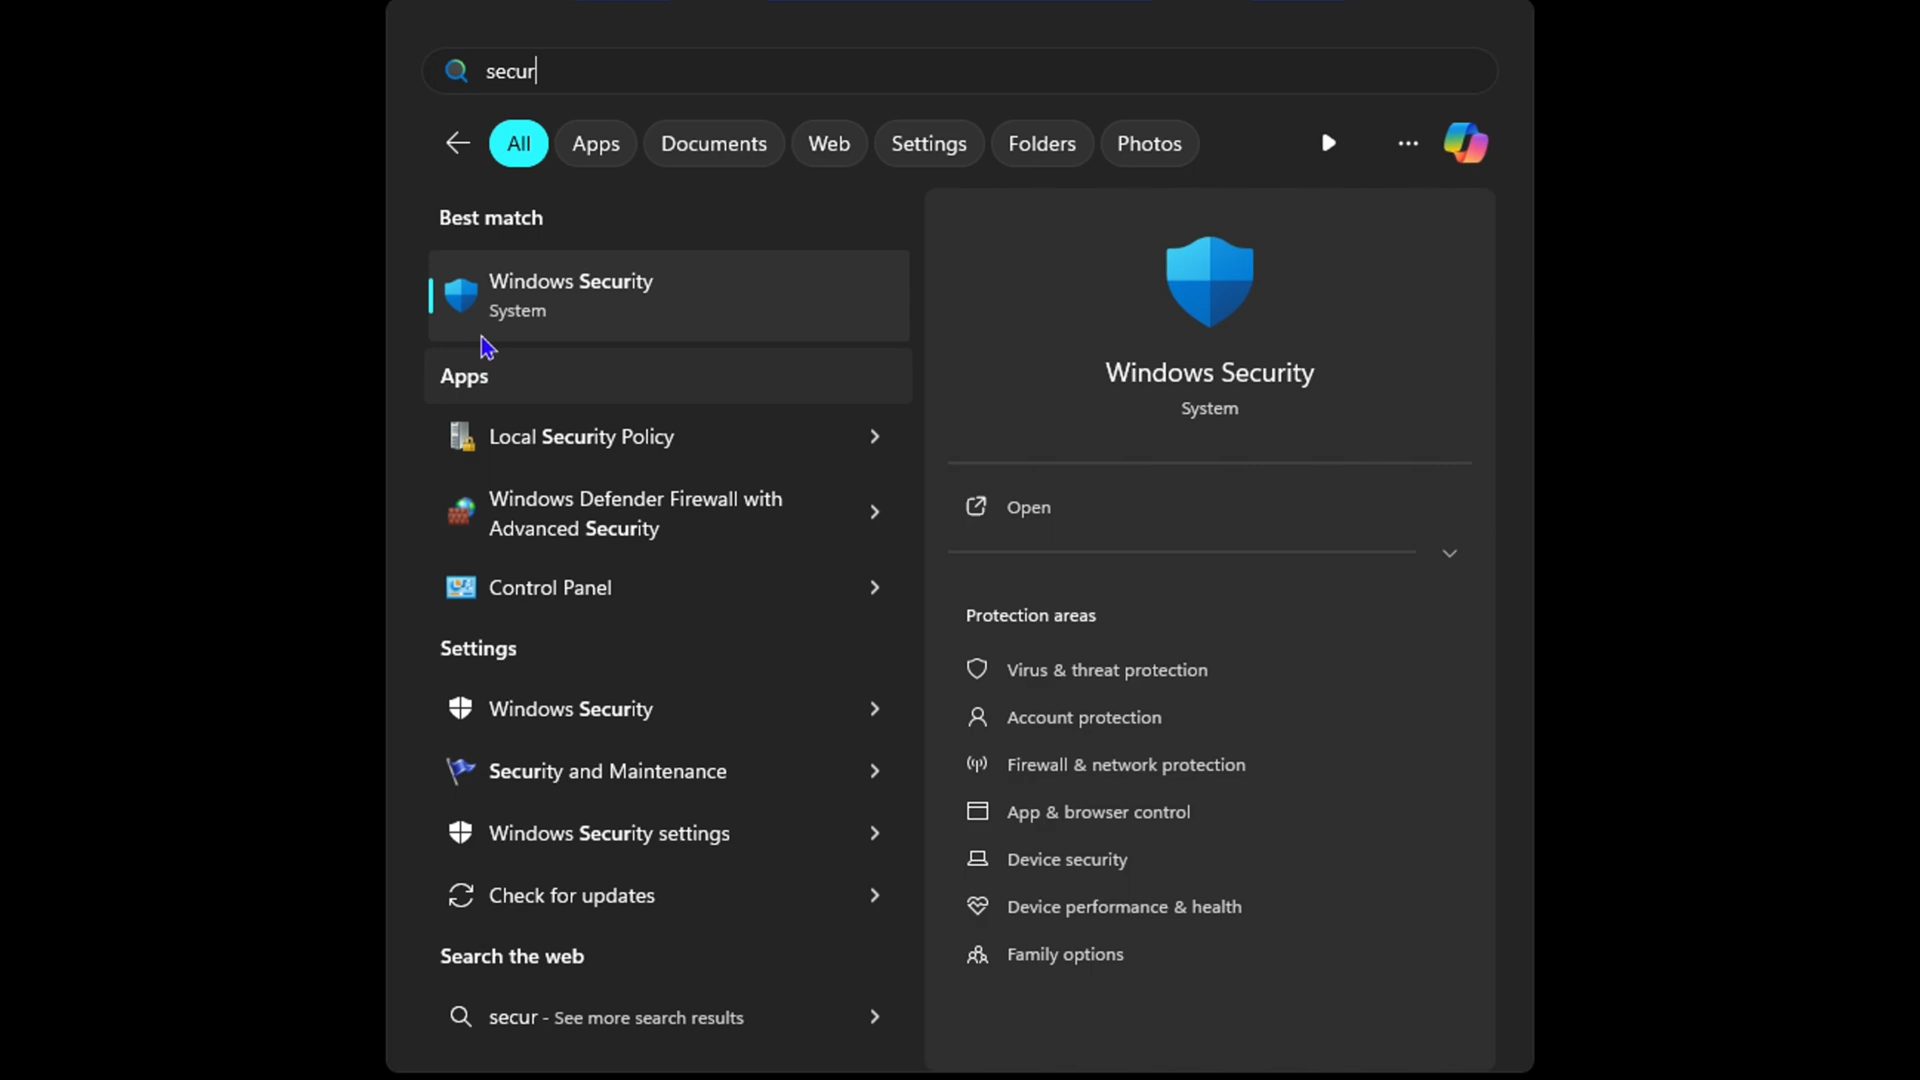 secur
All
Apps
Documents
Web
Settings
Folders
Photos
Best match
Windows Security
System
Apps
Local Security Policy
Windows Defender Firewall with
Advanced Security
Control Panel
Settings
Windows Security
Security and Maintenance
Windows Security settings
Check for updates
Search the web
secur - See more search results
Windows Security
System
Open
Protection areas
Virus & threat protection
Account protection
Firewall & network protection
App & browser control
Device security
Device performance & health
Family options